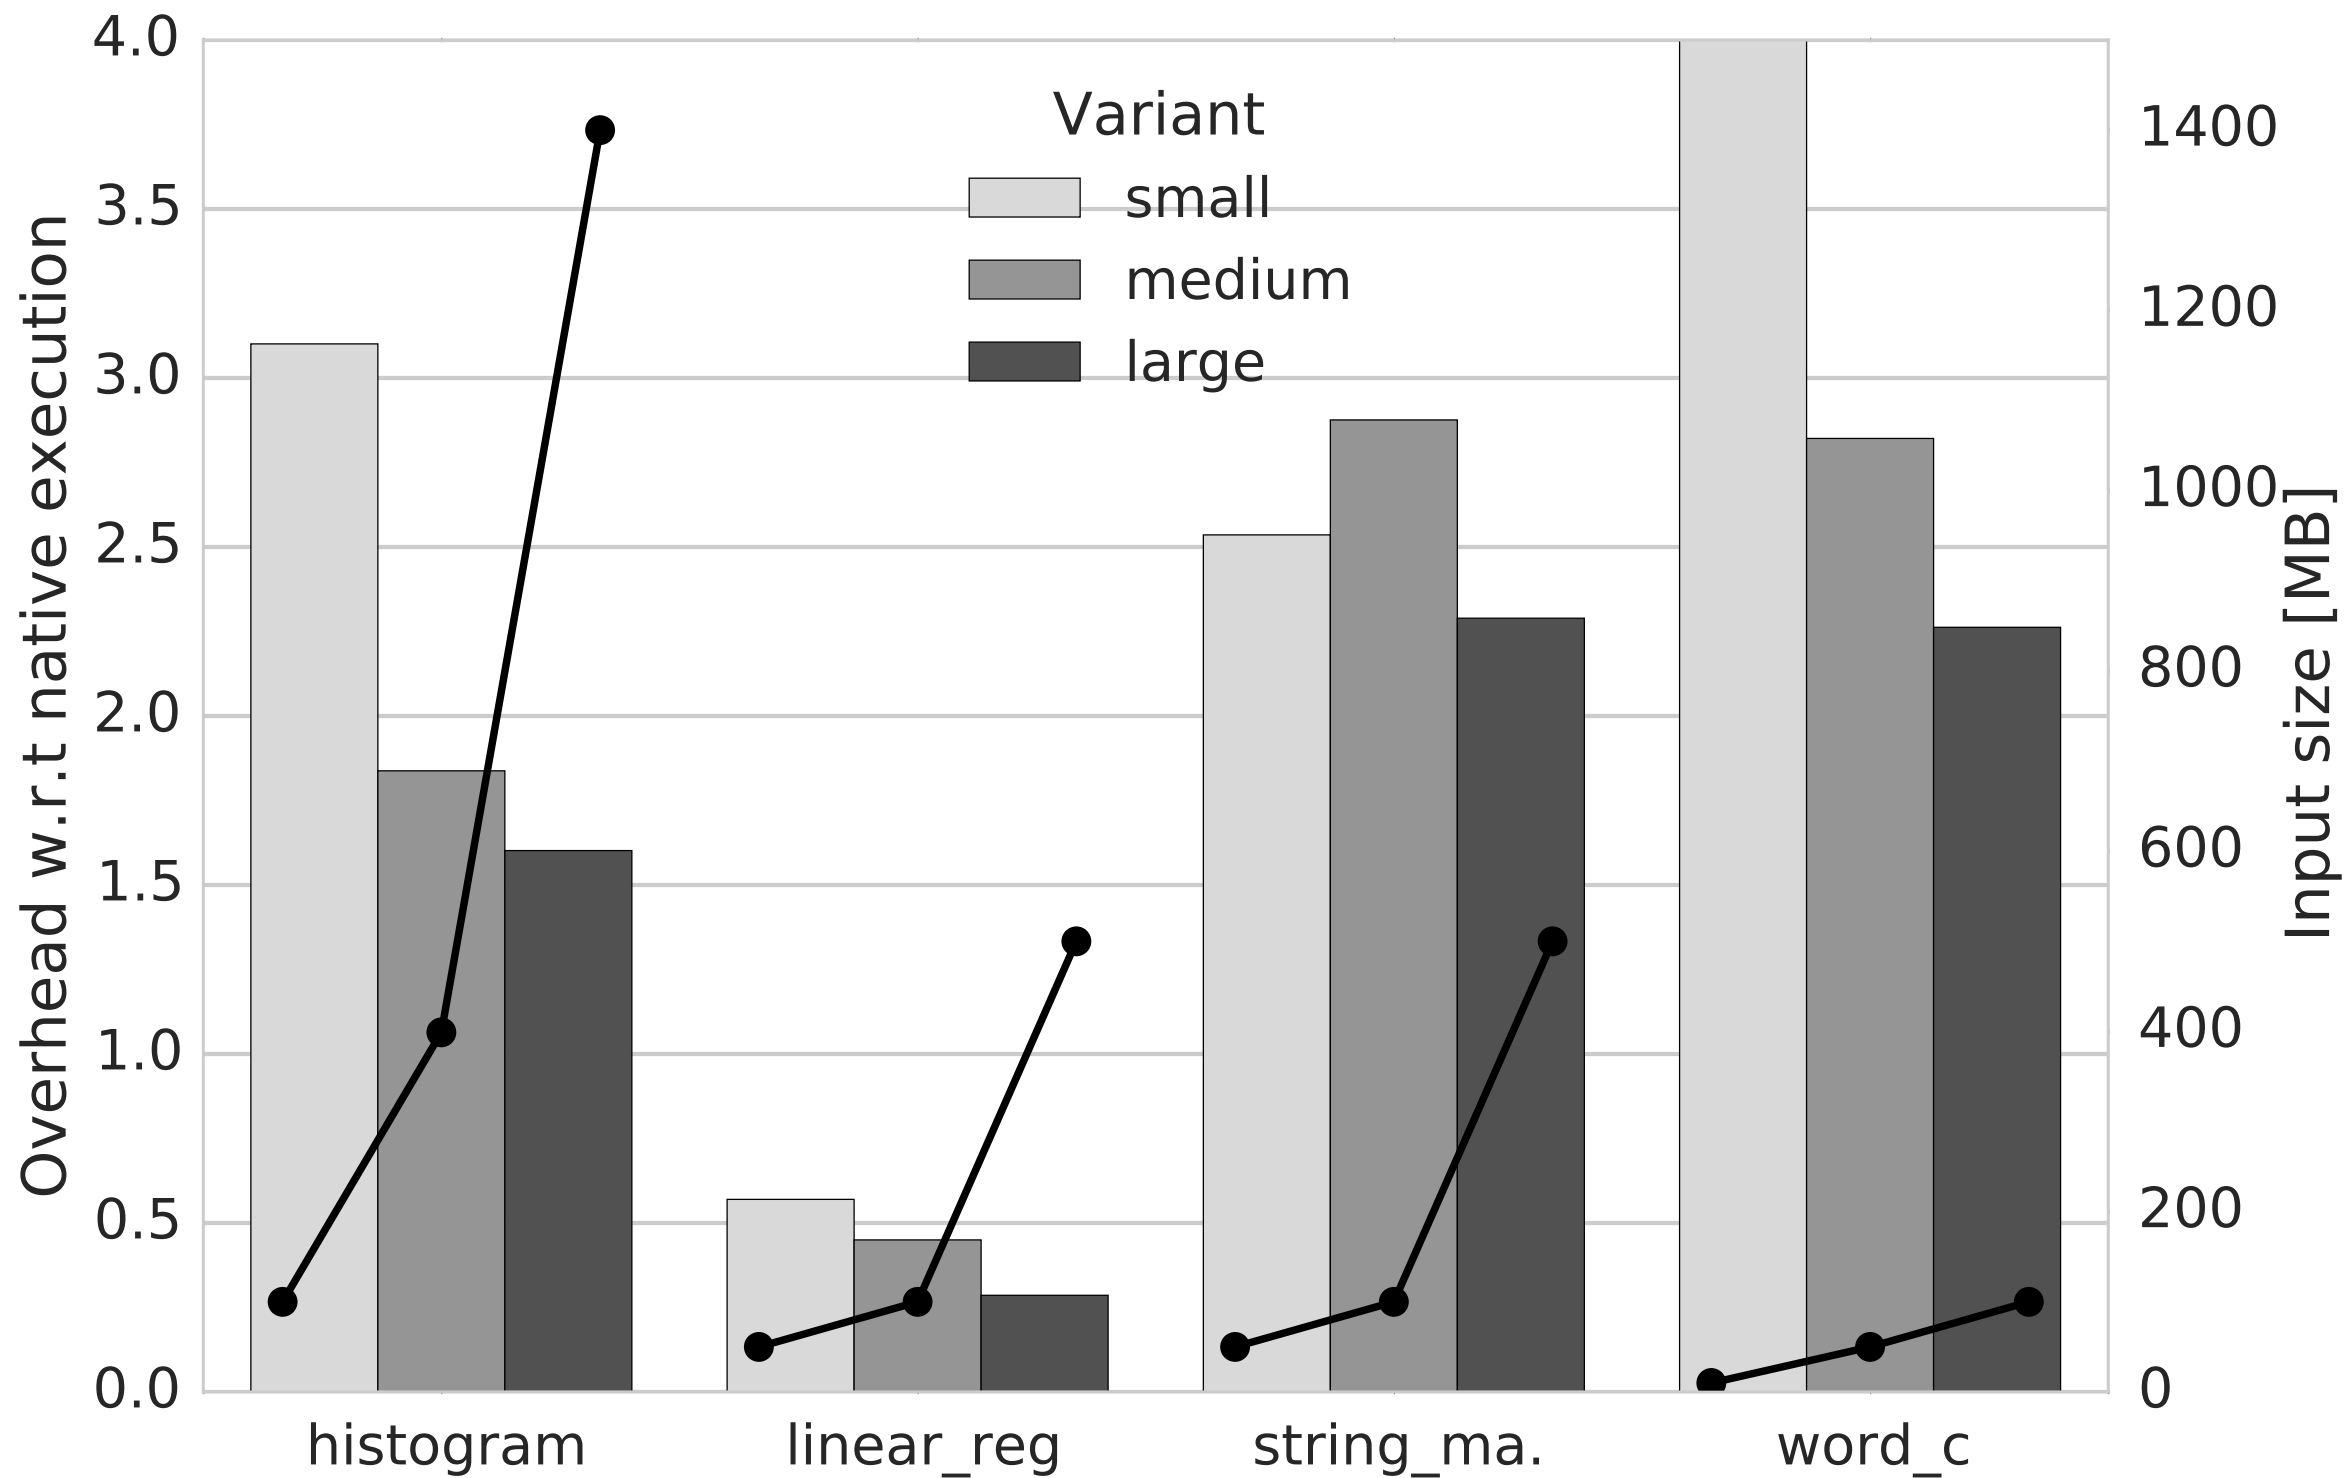 Overhead w.r.t native execution
4.0
3.5
3.0
2.5
2.0
1.5
1.0
0.5
0.0
Variant
small
medium
large
histogram
linear_reg
string_ma.
word_c
1400
1200
1000
800
600
400
200
0
Input size [MB]